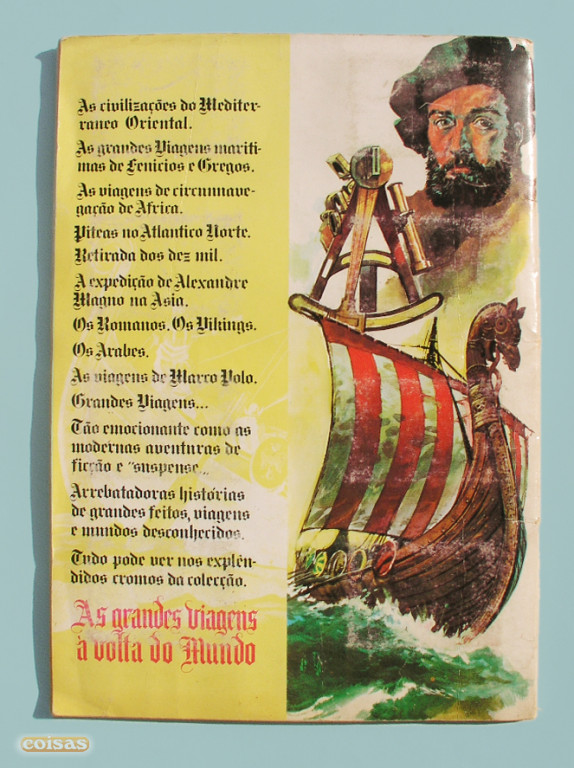 As civilizações do Mediter-
raneo Oriental.
As grandes Viagens maríti-
mas de Fenicios e Gregos.
As viagens de circunnave-
gação de Africa.
Piteas no Atlantico Norte.
Retirada dos dez mil.
A expedição de Alexandre
Magno na Asia.
Os Romanos. Os Vikings.
Os Arabes.
As viagens de Marco Polo.
Grandes Viagens...
Tão emocionante como as
modernas aventuras de
ficção e "suspense"...
Arrebatadoras histórias
de grandes feitos, viagens
e mundos desconhecidos.
Tudo pode ver nos esplên-
didos cromos da colecção.
As grandes viagens
à volta do Mundo
coisas